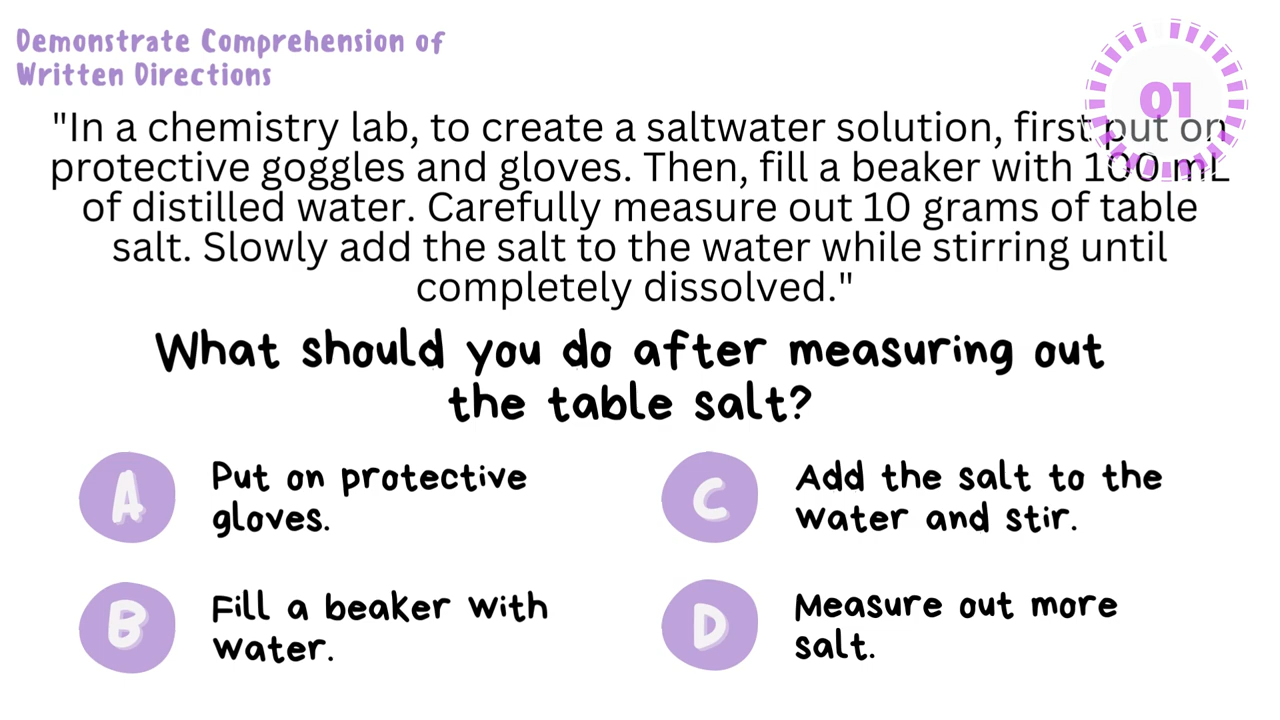 Demonstrate Comprehension of
Written Directions
01
"In a chemistry lab, to create a saltwater solution, first put on
protective goggles and gloves. Then, fill a beaker with 100 mL
of distilled water. Carefully measure out 10 grams of table
salt. Slowly add the salt to the water while stirring until
completely dissolved."
What should you do after measuring out
the table salt?
A
Put on protective
gloves.
B
Fill a beaker with
water.
C
Add the salt to the
water and stir.
D
Measure out more
salt.